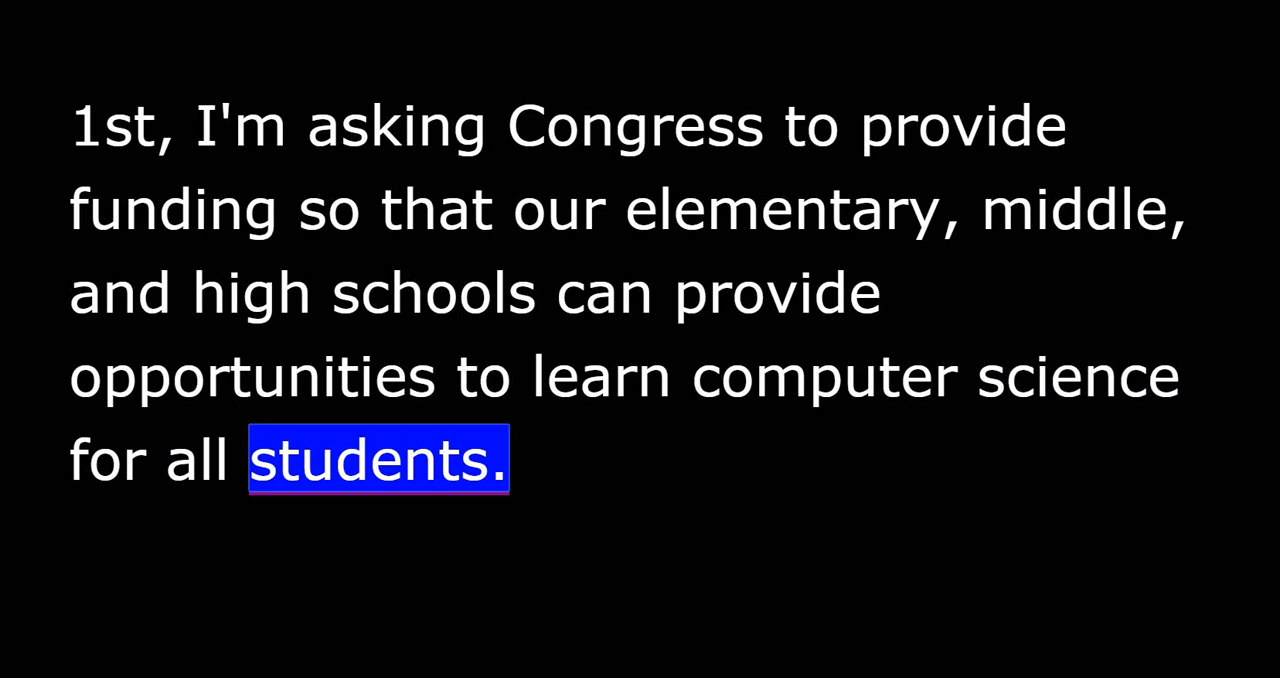 1st, I'm asking Congress to provide
funding so that our elementary, middle,
and high schools can provide
opportunities to learn computer science
for all students.